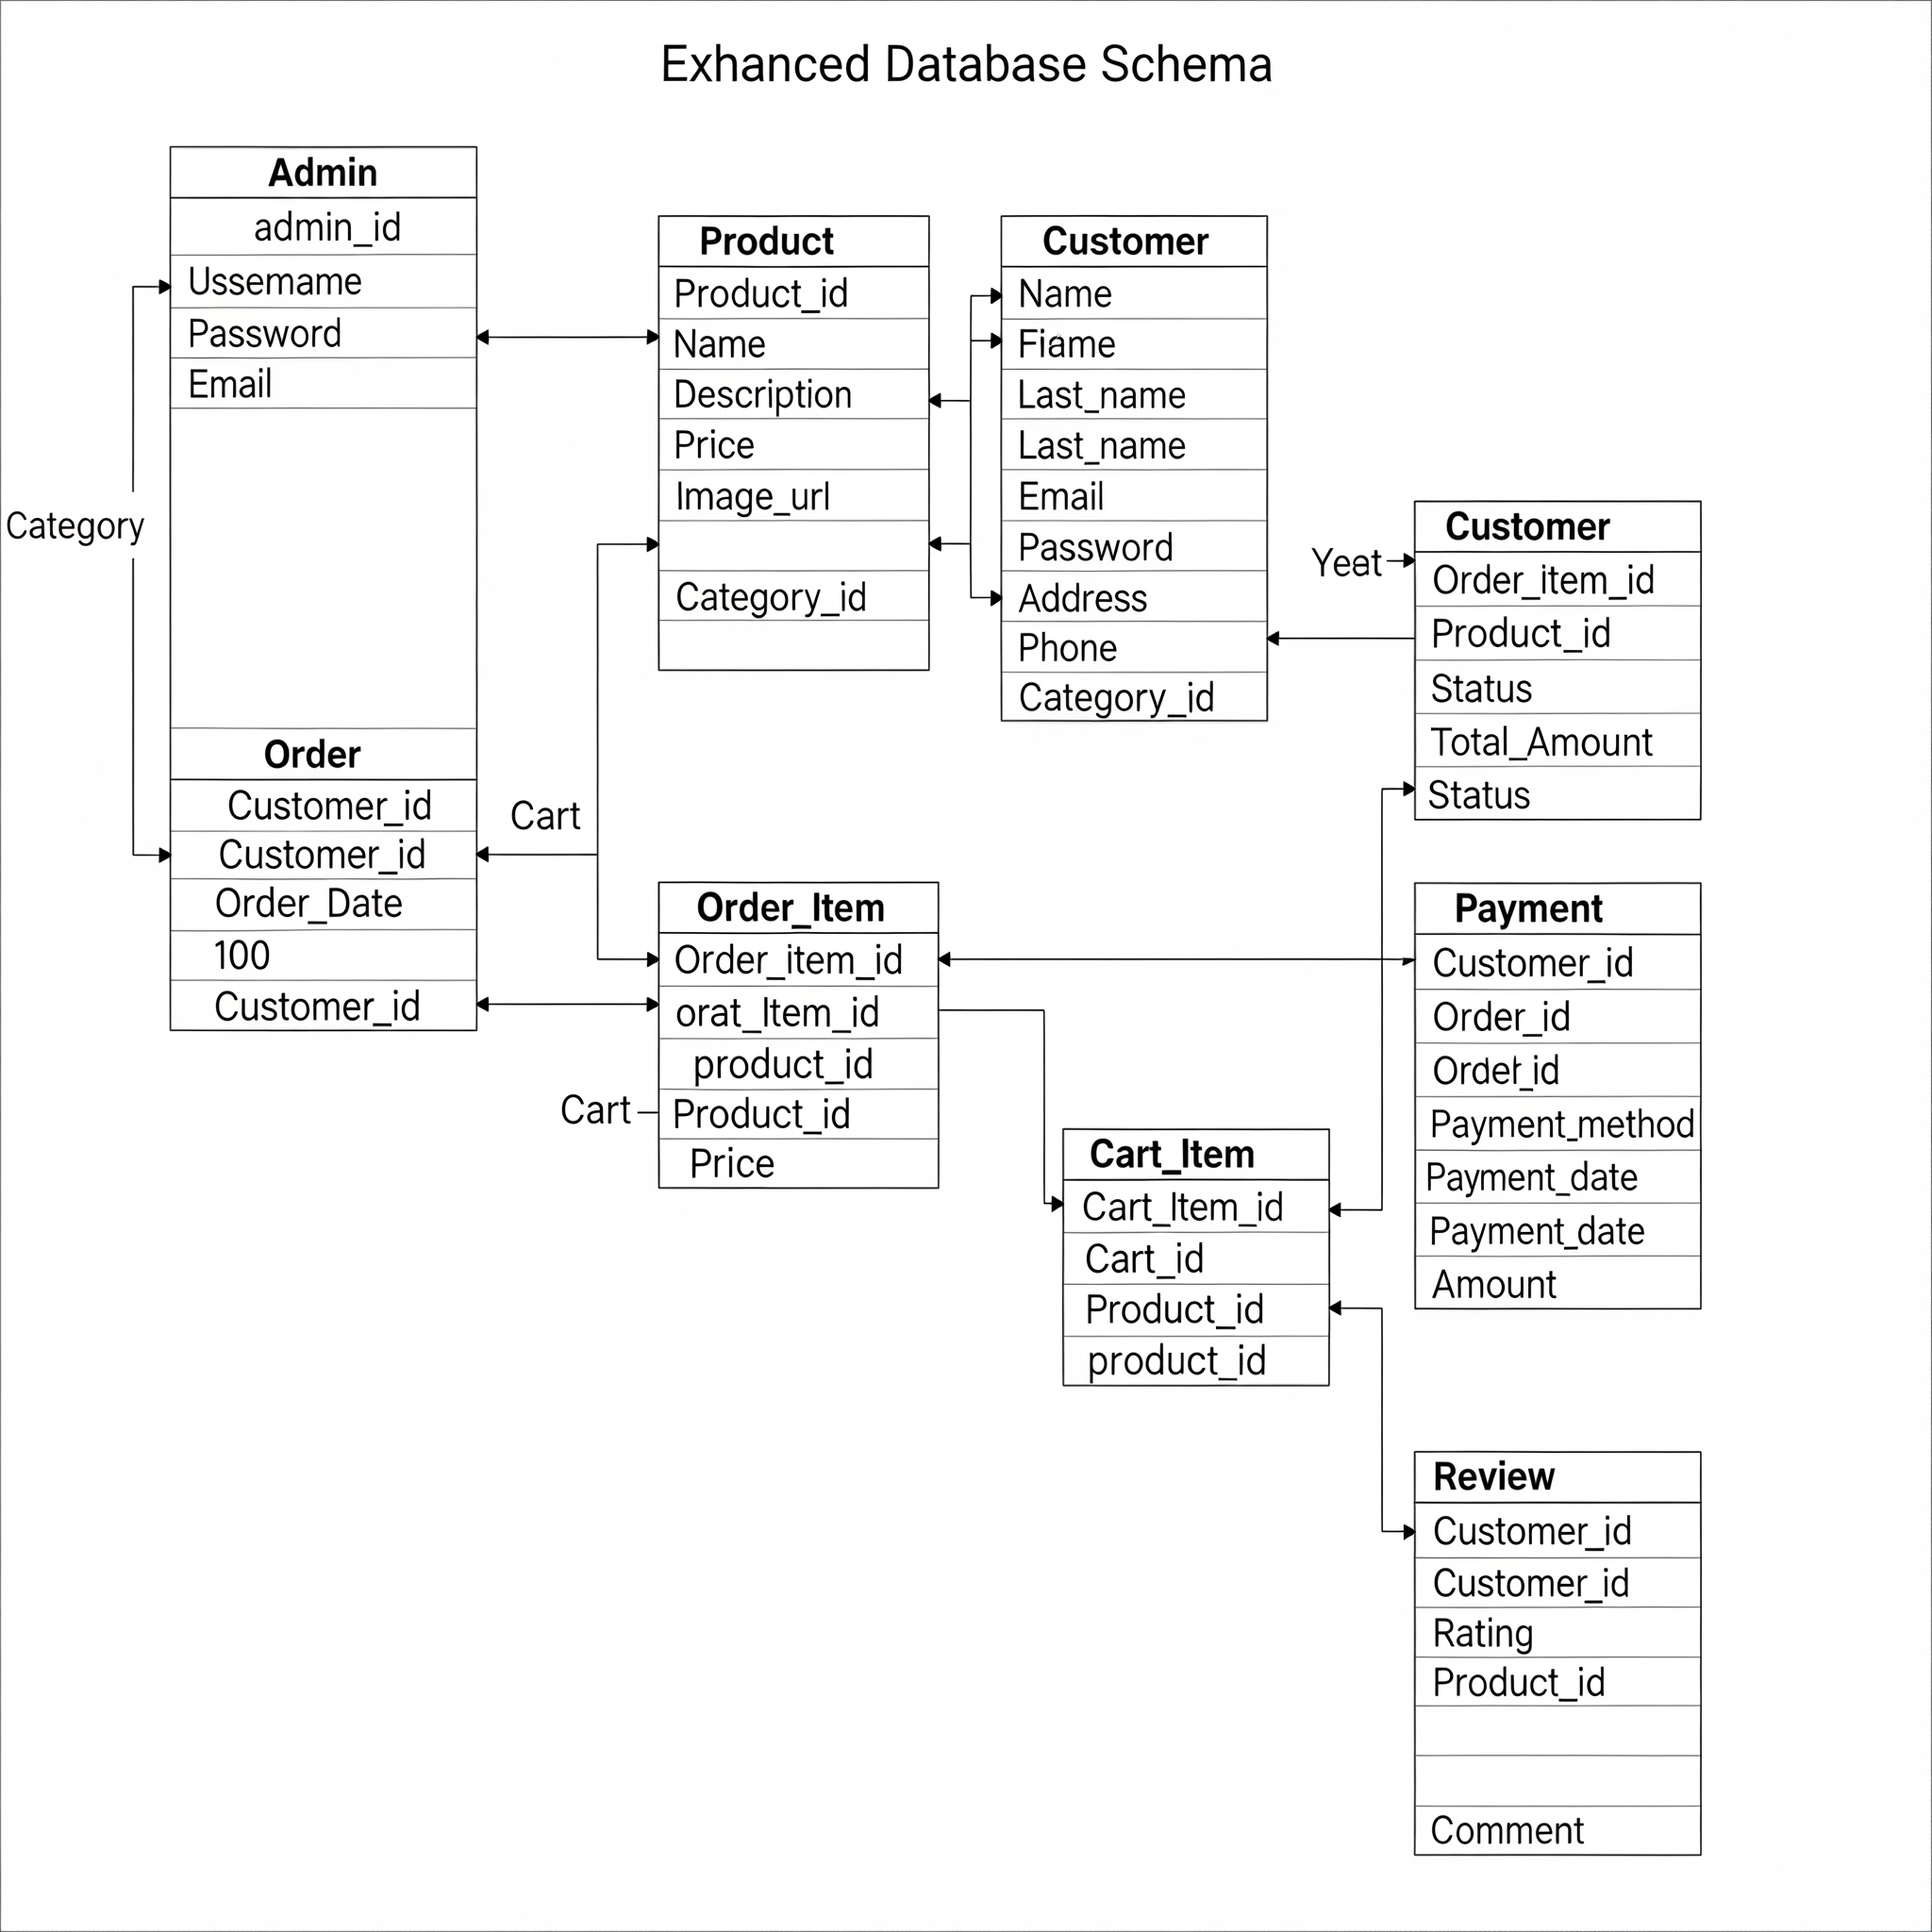 Exhanced Database Schema
Admin
admin_id
Ussemame
Password
Email
Category
Order
Customer_id
Customer_id
Order_Date
100
Customer_id
Product
Product_id
Name
Description
Price
Image_url
Category_id
Customer
Name
Fiame
Last_name
Last_name
Email
Password
Address
Phone
Category_id
Yeat
Customer
Order_item_id
Product_id
Status
Total_Amount
Status
Cart
Order_Item
Order_item_id
orat_Item_id
product_id
Cart
Product_id
Price
Payment
Customer_id
Order_id
Order_id
Payment_method
Payment_date
Payment_date
Amount
Cart_Item
Cart_Item_id
Cart_id
Product_id
product_id
Review
Customer_id
Customer_id
Rating
Product_id
Comment